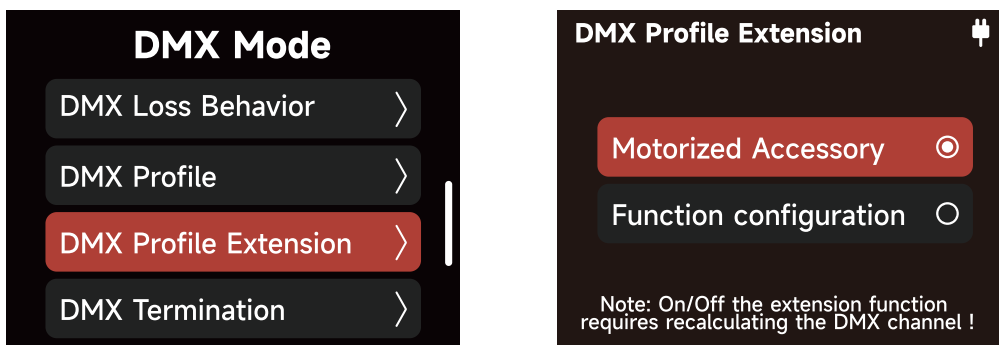 DMX Mode
DMX Loss Behavior
DMX Profile
DMX Profile Extension
DMX Termination
DMX Profile Extension
Motorized Accessory
Function configuration
Note: On/Off the extension function
requires recalculating the DMX channel !